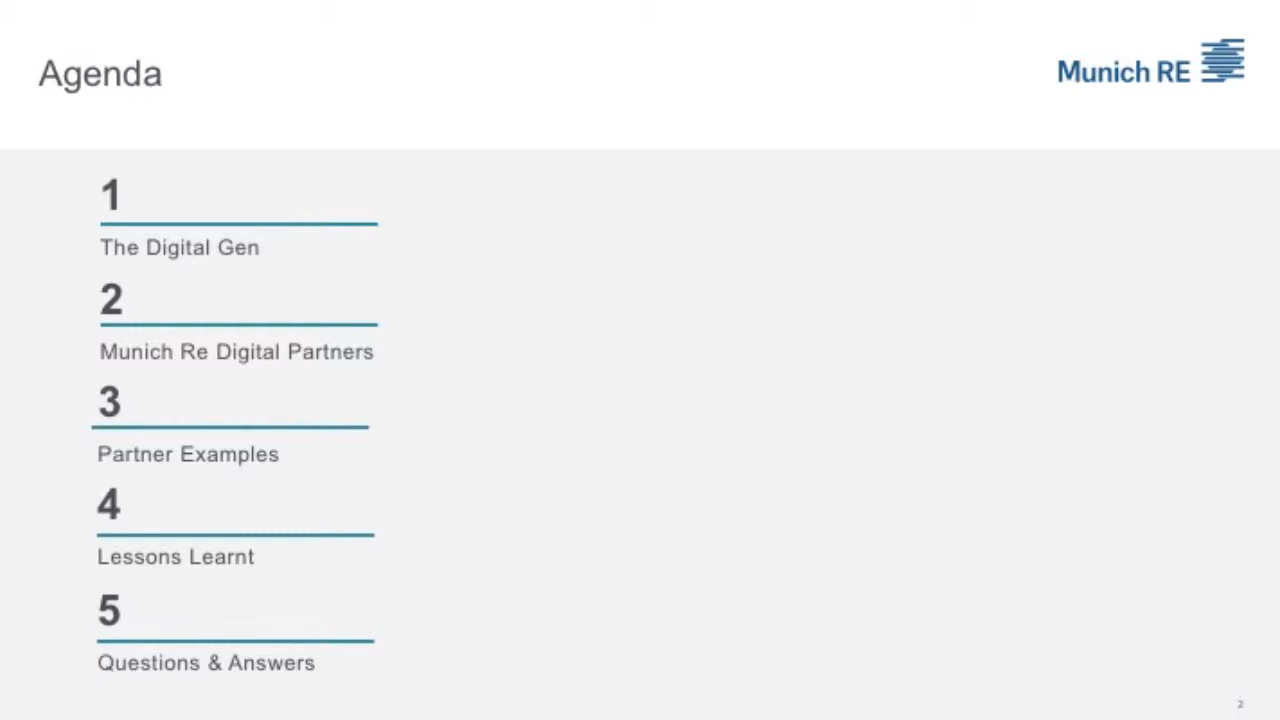 Agenda
Munich RE
1
The Digital Gen
2
Munich Re Digital Partners
3
Partner Examples
4
Lessons Learnt
5
Questions & Answers
2